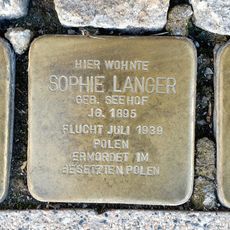 HIER WOHNTE
SOPHIE LANGER
GEB. SEEHOF
JG. 1895
FLUCHT JULI 1939
POLEN
ERMORDET IM
BESETZTEN POLEN